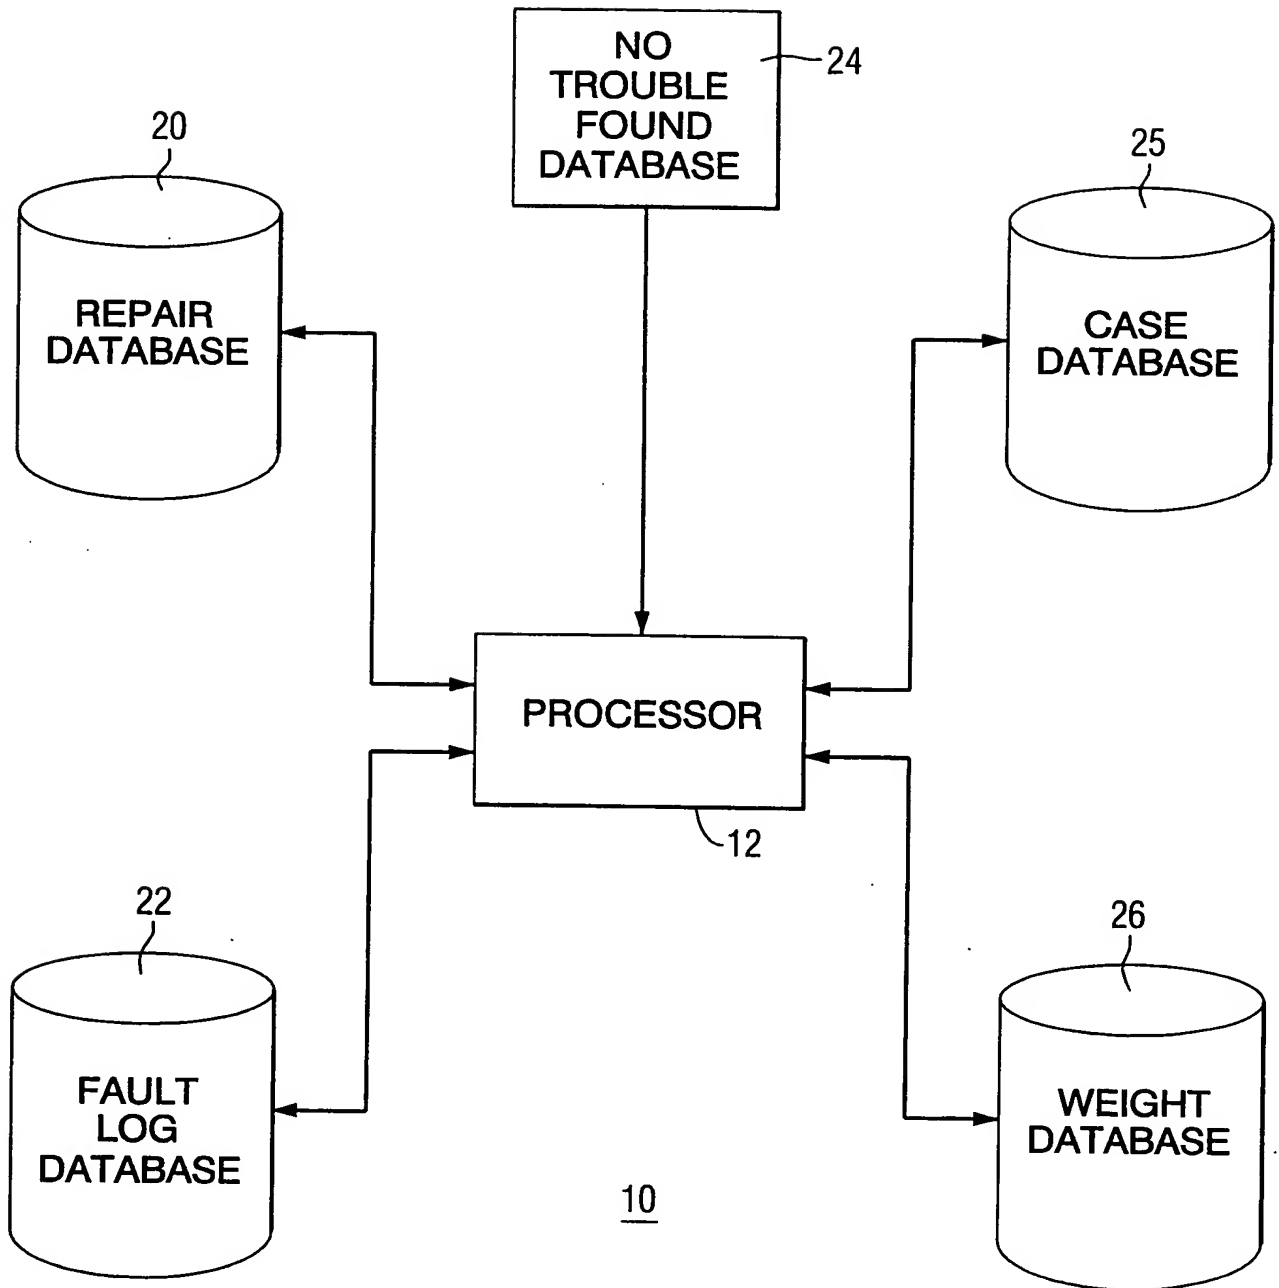 NO
TROUBLE
FOUND
DATABASE
24
20
25
REPAIR
DATABASE
CASE
DATABASE
PROCESSOR
12
22
26
FAULT
LOG
DATABASE
WEIGHT
DATABASE
10